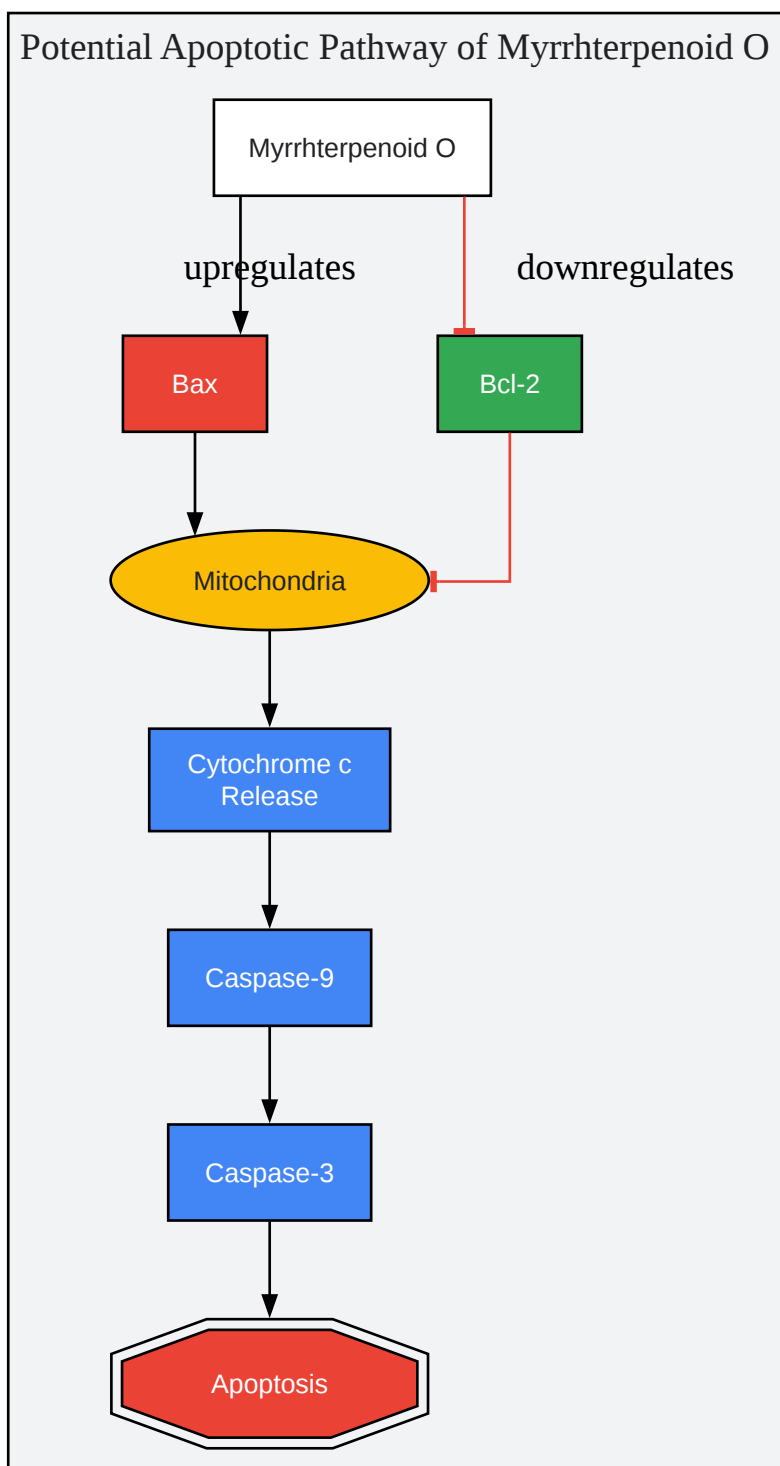 Potential Apoptotic Pathway of Myrrhterpenoid O
Myrrhterpenoid O
upregulates
downregulates
Bax
Bcl-2
Mitochondria
Cytochrome c
Release
Caspase-9
Caspase-3
Apoptosis